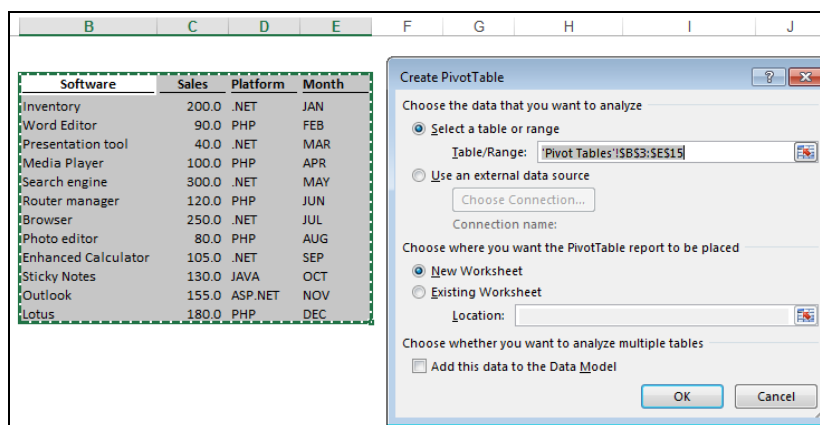 B C D E F G H I J
Software Sales Platform Month
Inventory 200.0 .NET JAN
Word Editor 90.0 PHP FEB
Presentation tool 40.0 .NET MAR
Media Player 100.0 PHP APR
Search engine 300.0 .NET MAY
Router manager 120.0 PHP JUN
Browser 250.0 .NET JUL
Photo editor 80.0 PHP AUG
Enhanced Calculator 105.0 .NET SEP
Sticky Notes 130.0 JAVA OCT
Outlook 155.0 ASP.NET NOV
Lotus 180.0 PHP DEC
Create PivotTable
Choose the data that you want to analyze
Select a table or range
Table/Range: 'Pivot Tables'!$B$3:$E$15
Use an external data source
Choose Connection...
Connection name:
Choose where you want the PivotTable report to be placed
New Worksheet
Existing Worksheet
Location:
Choose whether you want to analyze multiple tables
Add this data to the Data Model
OK Cancel